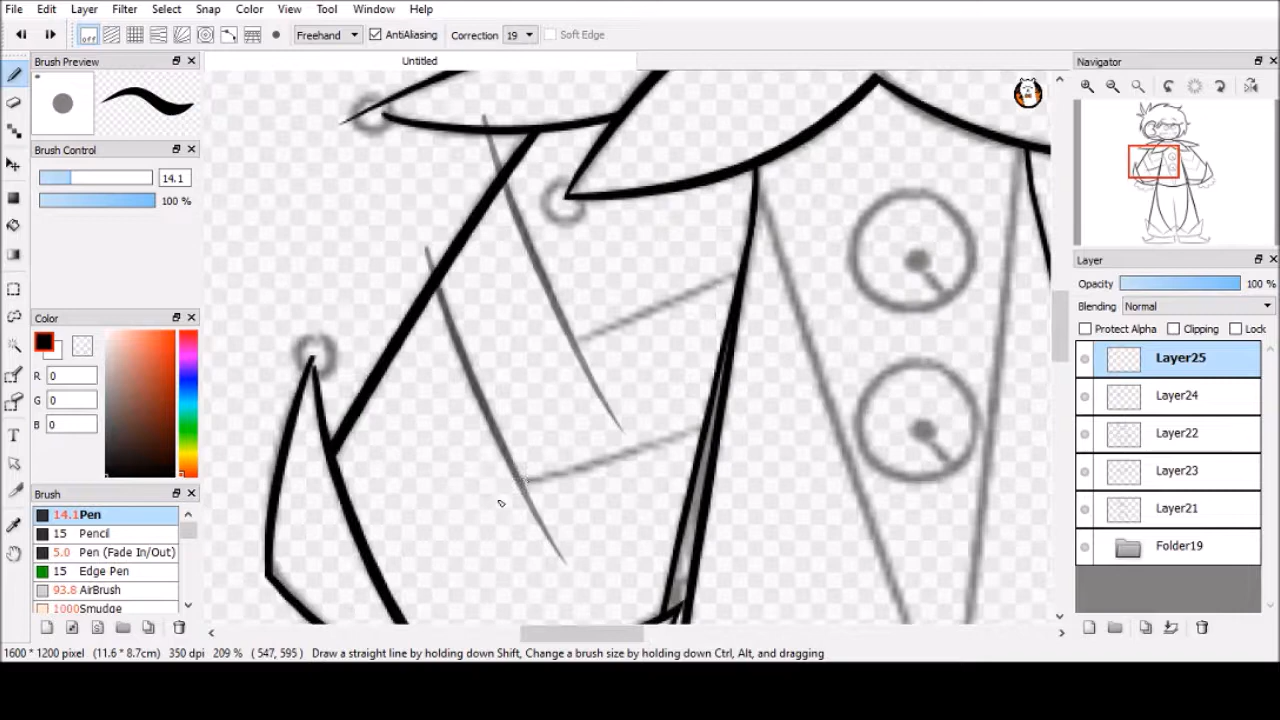 File Edit Layer Filter Select Snap Color View Tool Window Help
off Freehand AntiAliasing Correction 19 Soft Edge
Brush Preview
Untitled
Navigator
Brush Control
14.1
100 %
Color
R 0
G 0
B 0
Layer
Opacity 100 %
Blending Normal
Protect Alpha Clipping Lock
Layer25
Layer24
Layer22
Layer23
Layer21
Folder19
Brush
14.1 Pen
15 Pencil
5.0 Pen (Fade In/Out)
15 Edge Pen
93.8 AirBrush
1000 Smudge
1600 * 1200 pixel (11.6 * 8.7cm) 350 dpi 209 % ( 547, 595 ) Draw a straight line by holding down Shift, Change a brush size by holding down Ctrl, Alt, and dragging